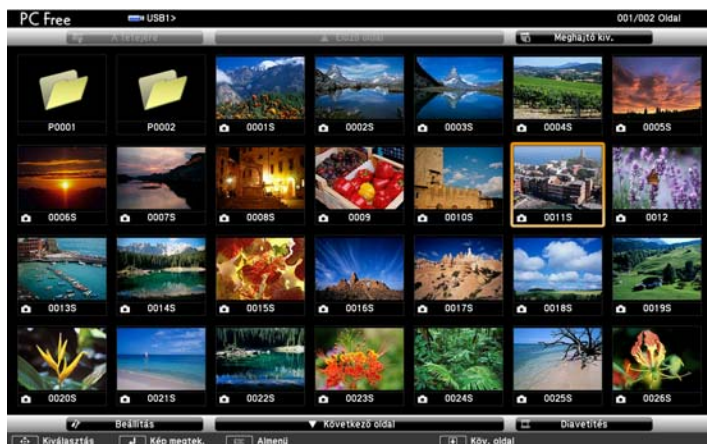 PC Free USB1> 001/002 Oldal
A tetejére ▲ Előző oldal Meghajtó kiv.
P0001 P0002 0001S 0002S 0003S 0004S 0005S
0006S 0007S 0008S 0009 0010S 0011S 0012
0013S 0014S 0015S 0016S 0017S 0018S 0019S
0020S 0021S 0022S 0023S 0024S 0025S 0026S
Beállítás ▼ Következő oldal Diavetítés
Kiválasztás Kép megtek. ESC Almenü Köv. oldal